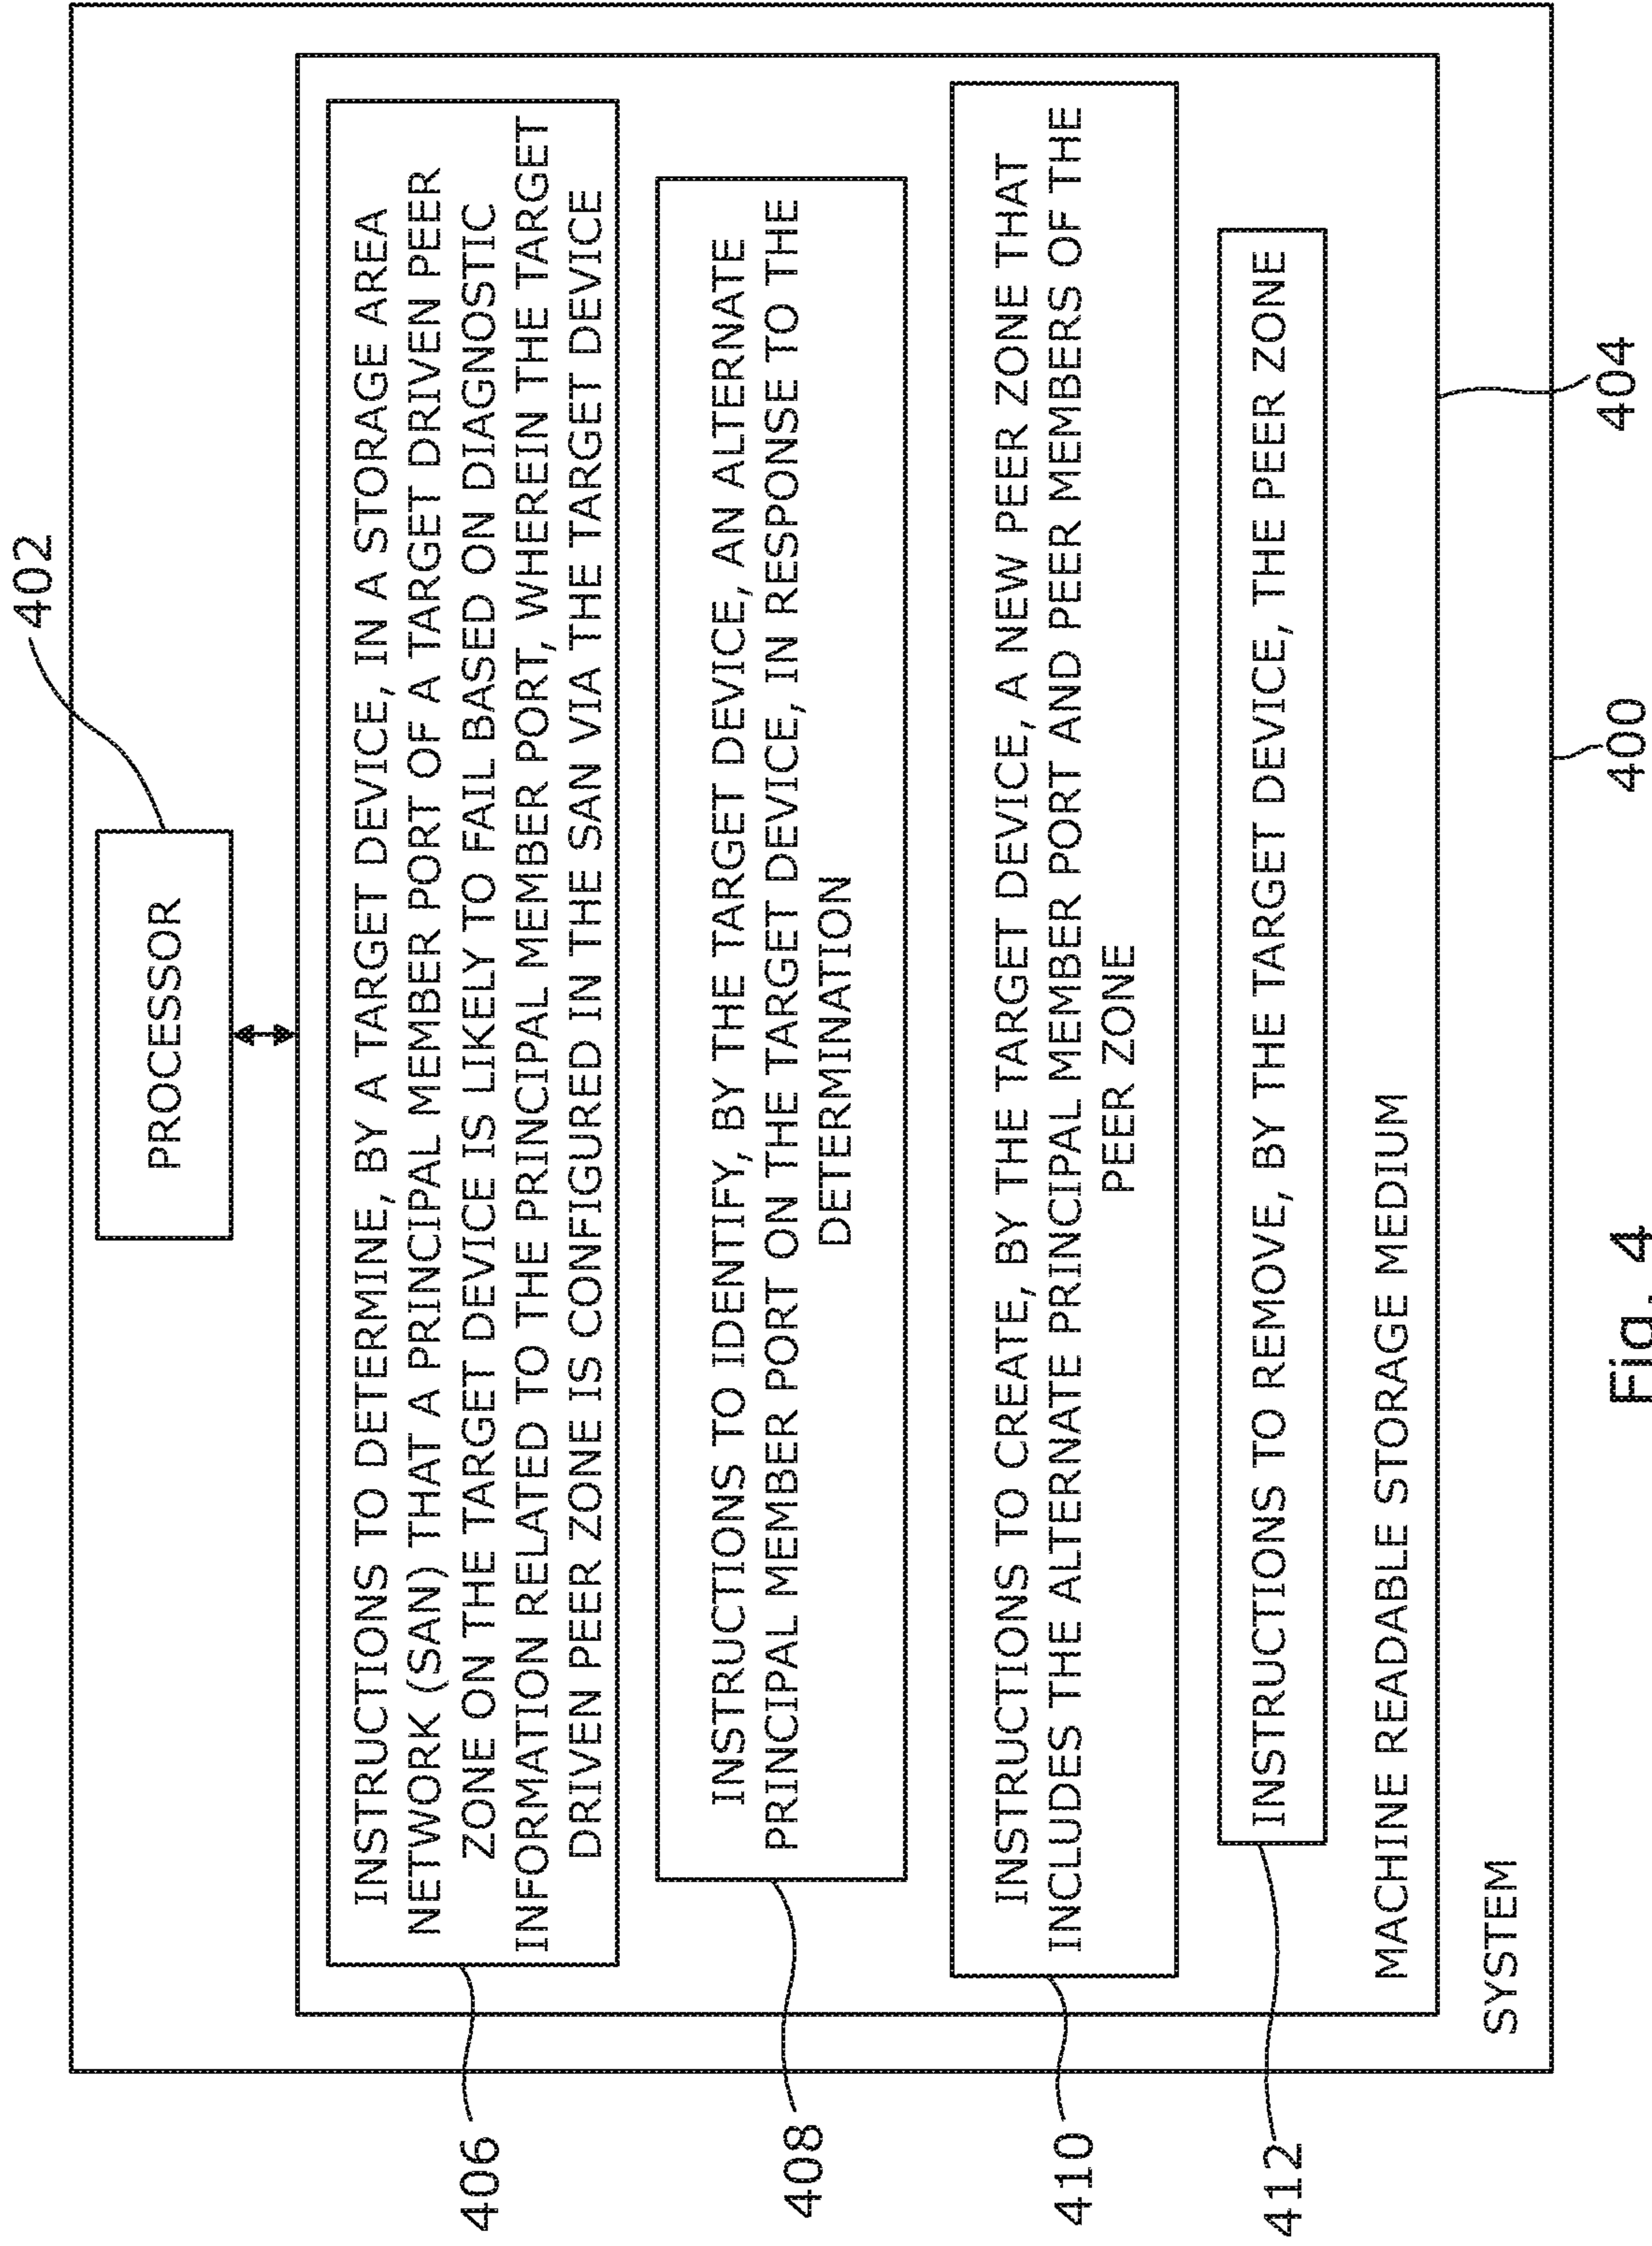 402
PROCESSOR
INSTRUCTIONS TO DETERMINE, BY A TARGET DEVICE, IN A STORAGE AREA
NETWORK (SAN) THAT A PRINCIPAL MEMBER PORT OF A TARGET DRIVEN PEER
ZONE ON THE TARGET DEVICE IS LIKELY TO FAIL BASED ON DIAGNOSTIC
INFORMATION RELATED TO THE PRINCIPAL MEMBER PORT, WHEREIN THE TARGET
DRIVEN PEER ZONE IS CONFIGURED IN THE SAN VIA THE TARGET DEVICE
406
INSTRUCTIONS TO IDENTIFY, BY THE TARGET DEVICE, AN ALTERNATE
PRINCIPAL MEMBER PORT ON THE TARGET DEVICE, IN RESPONSE TO THE
DETERMINATION
408
INSTRUCTIONS TO CREATE, BY THE TARGET DEVICE, A NEW PEER ZONE THAT
INCLUDES THE ALTERNATE PRINCIPAL MEMBER PORT AND PEER MEMBERS OF THE
PEER ZONE
410
INSTRUCTIONS TO REMOVE, BY THE TARGET DEVICE, THE PEER ZONE
412
MACHINE READABLE STORAGE MEDIUM
SYSTEM
404
400
Fig. 4